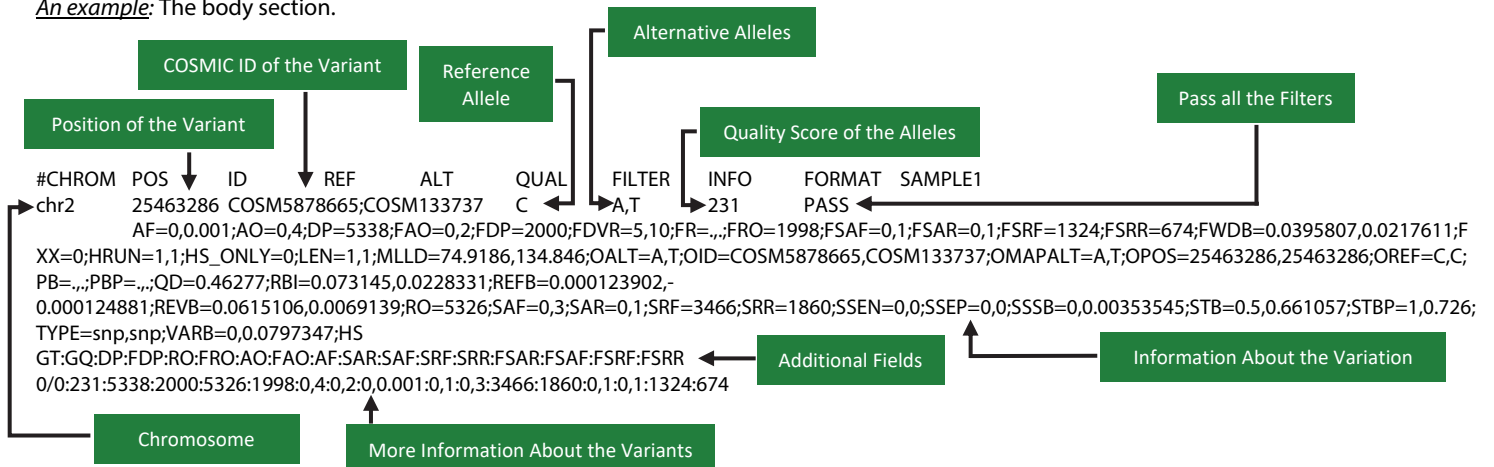 An example: The body section.
Alternative Alleles
COSMIC ID of the Variant
Reference
Allele
Pass all the Filters
Position of the Variant
Quality Score of the Alleles
#CHROM POS ID REF ALT QUAL FILTER INFO FORMAT SAMPLE1
chr2 25463286 COSM5878665;COSM133737 C A,T 231 PASS
AF=0,0.001;AO=0,4;DP=5338;FAO=0,2;FDP=2000;FDVR=5,10;FR=.,.;FRO=1998;FSAF=0,1;FSAR=0,1;FSRF=1324;FSRR=674;FWDB=0.0395807,0.0217611;F
XX=0;HRUN=1,1;HS_ONLY=0;LEN=1,1;MLLD=74.9186,134.846;OALT=A,T;OID=COSM5878665,COSM133737;OMAPALT=A,T;OPOS=25463286,25463286;OREF=C,C;
PB=.,.;PBP=.,.;QD=0.46277;RBI=0.073145,0.0228331;REFB=0.000123902,-
0.000124881;REVB=0.0615106,0.0069139;RO=5326;SAF=0,3;SAR=0,1;SRF=3466;SRR=1860;SSEN=0,0;SSEP=0,0;SSSB=0,0.00353545;STB=0.5,0.661057;STBP=1,0.726;
TYPE=snp,snp;VARB=0,0.0797347;HS
GT:GQ:DP:FDP:RO:FRO:AO:FAO:AF:SAR:SAF:SRF:SRR:FSAR:FSAF:FSRF:FSRR
Additional Fields
Information About the Variation
0/0:231:5338:2000:5326:1998:0,4:0,2:0,0.001:0,1:0,3:3466:1860:0,1:0,1:1324:674
Chromosome
More Information About the Variants